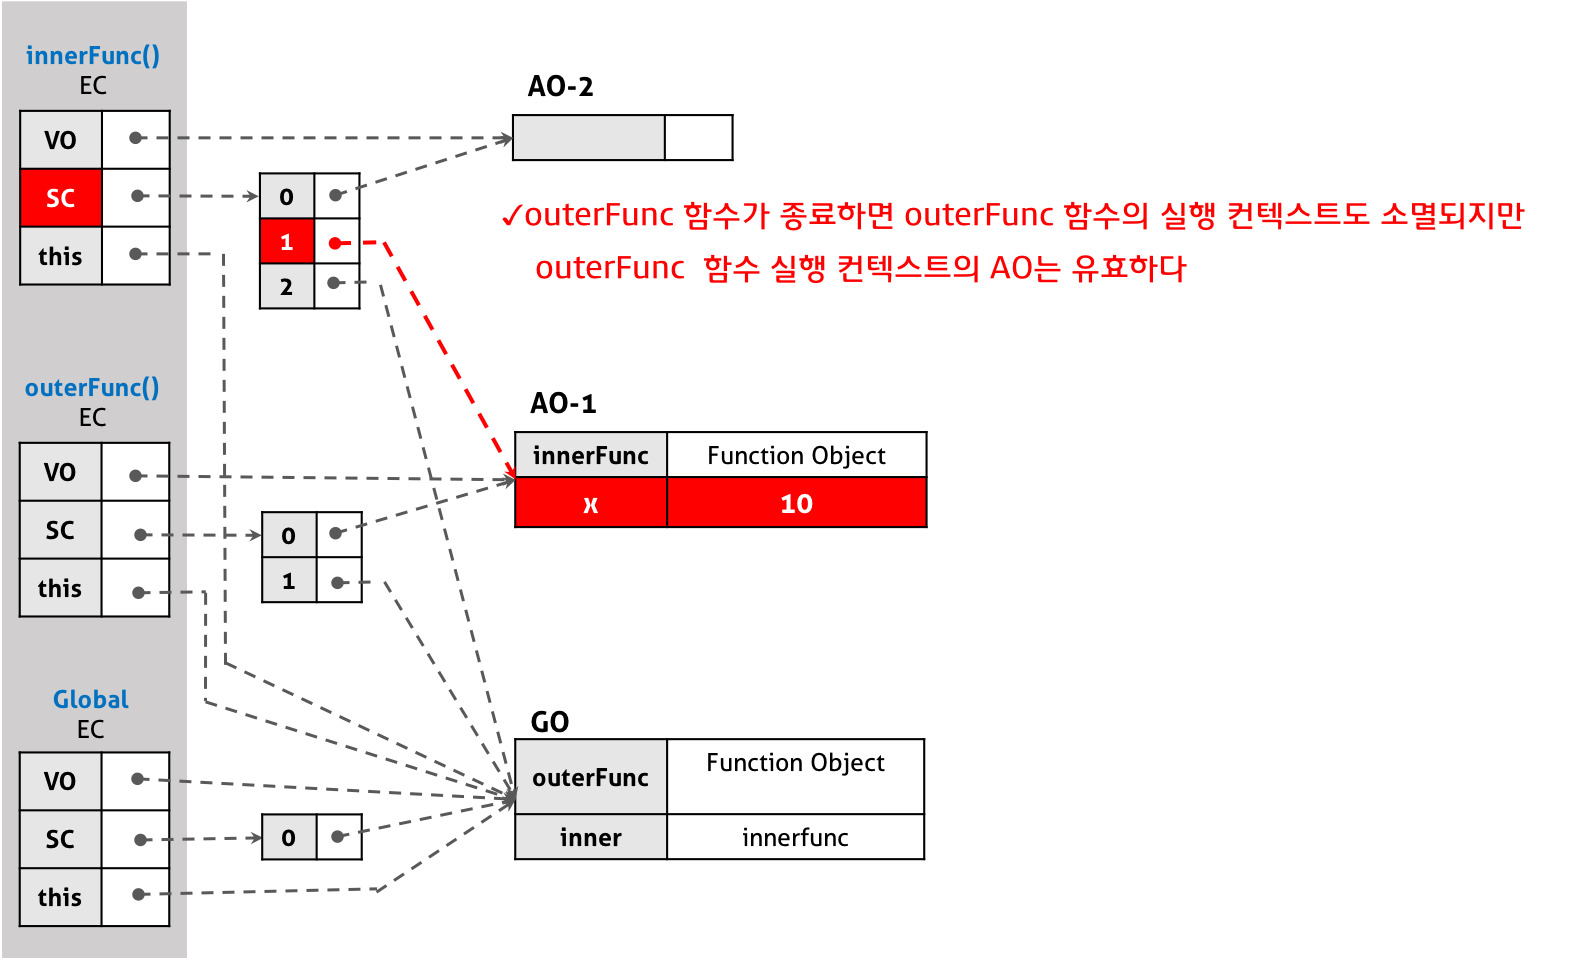 innerFunc()
EC
VO
SC
this
0
1
2
AO-2
✓outerFunc 함수가 종료하면 outerFunc 함수의 실행 컨텍스트도 소멸되지만
outerFunc 함수 실행 컨텍스트의 AO는 유효하다
outerFunc()
EC
VO
SC
this
0
1
AO-1
innerFunc Function Object
x 10
Global
EC
VO
SC
this
0
GO
outerFunc Function Object
inner innerfunc